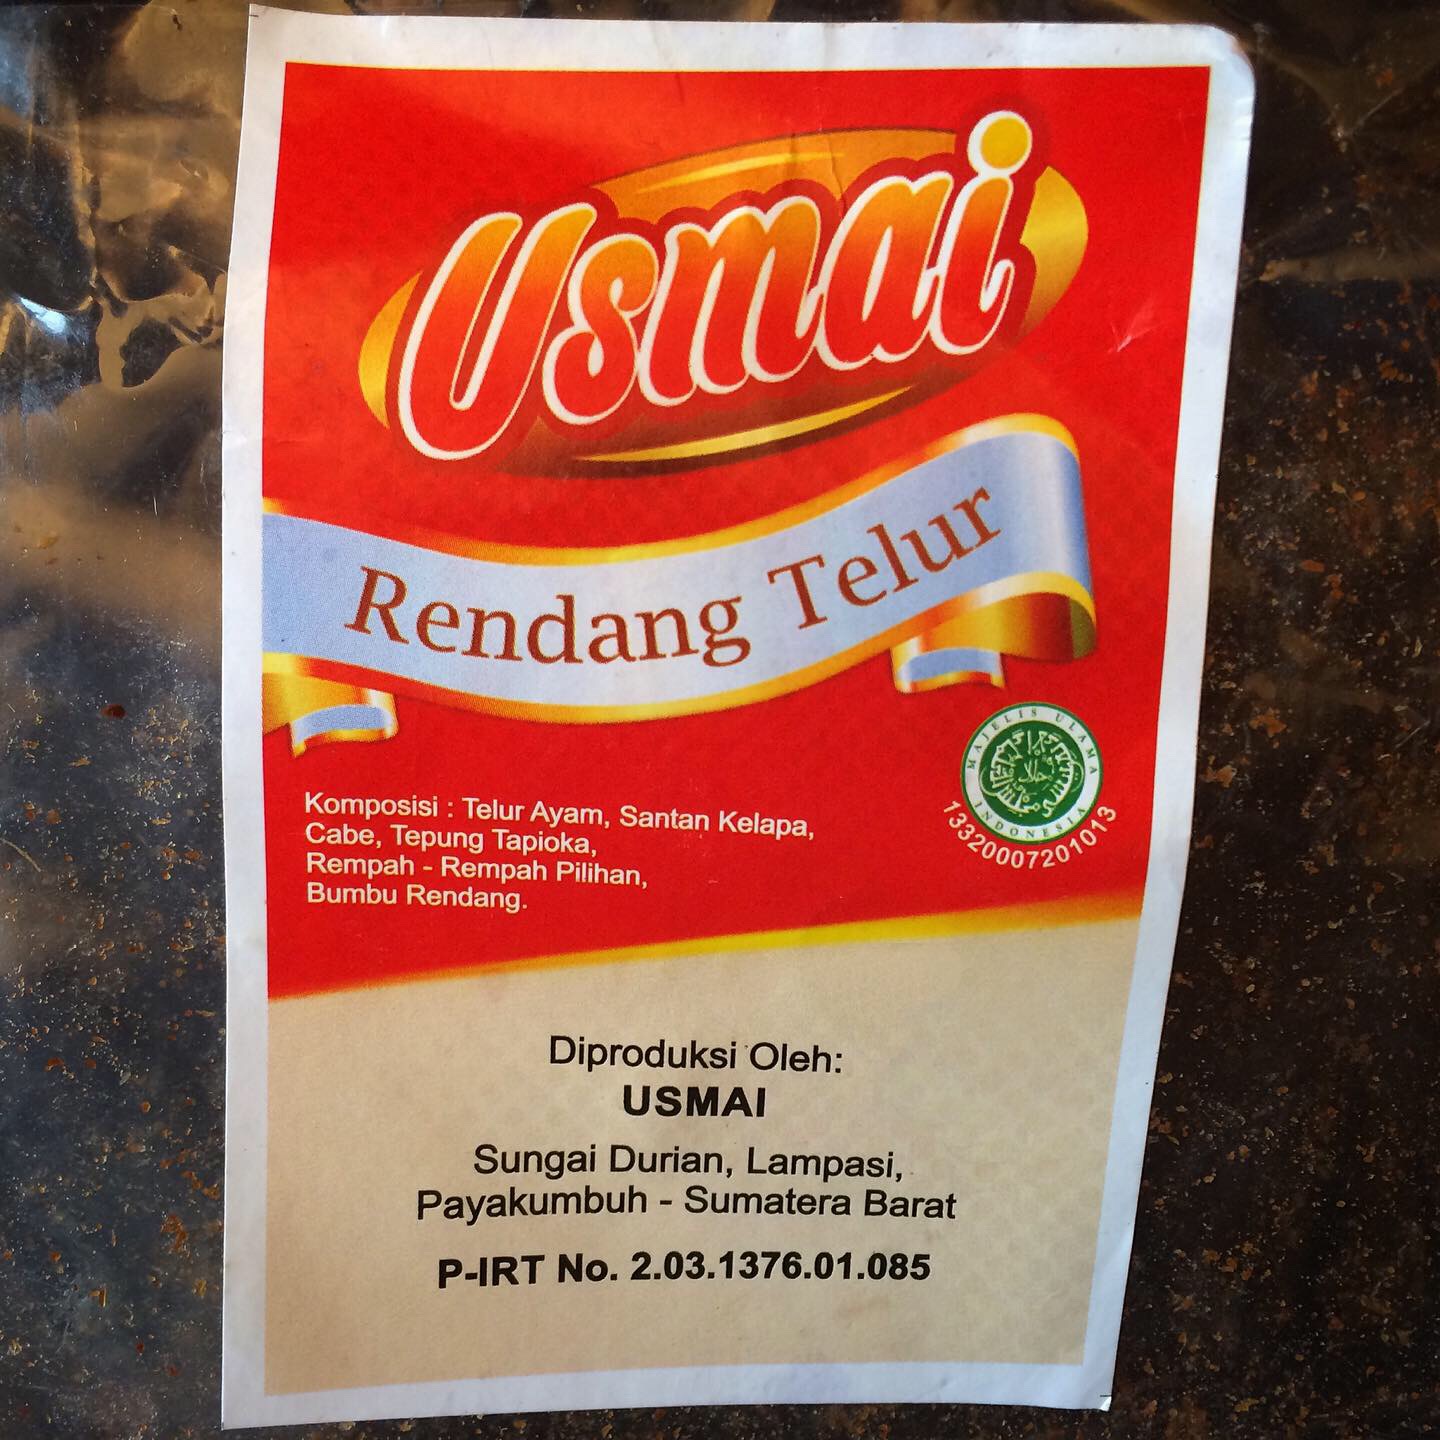 Usmai
Rendang Telur
MAJELIS ULAMA
INDONESIA
حلال
13320007201013
Komposisi : Telur Ayam, Santan Kelapa,
Cabe, Tepung Tapioka,
Rempah - Rempah Pilihan,
Bumbu Rendang.
Diproduksi Oleh:
USMAI
Sungai Durian, Lampasi,
Payakumbuh - Sumatera Barat
P-IRT No. 2.03.1376.01.085